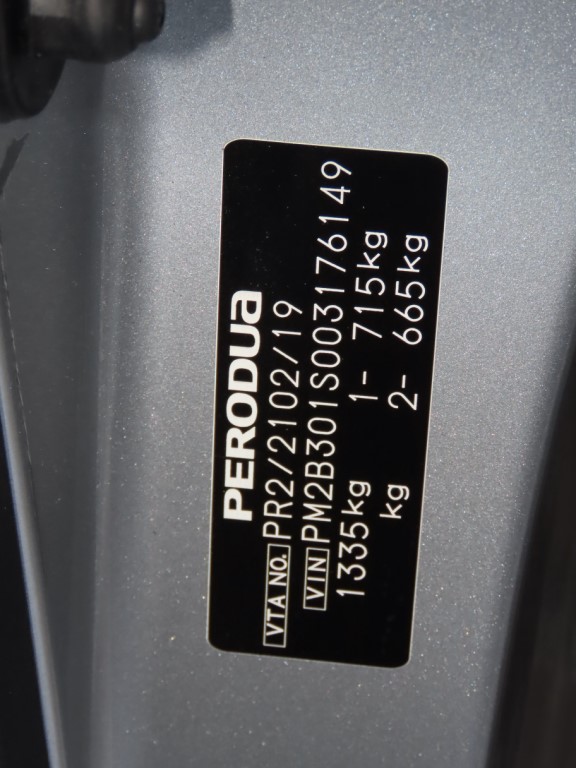 PERODUa
VTA NO. PR2/2102/19
VIN PM2B301S003176149
1335kg 1- 715kg
kg 2- 665kg